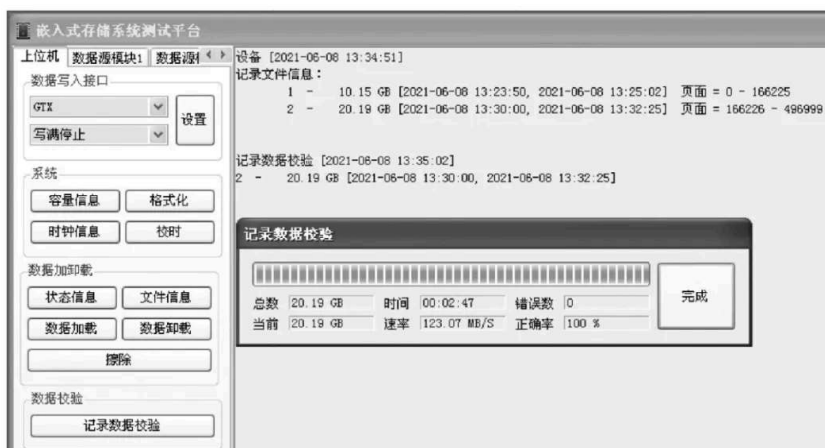 嵌入式存储系统测试平台
上位机 数据源模块1 数据源
数据写入接口
GTX
写满停止
设置
系统
容量信息 格式化
时钟信息 校时
数据加卸载
状态信息 文件信息
数据加载 数据卸载
擦除
数据校验
记录数据校验
设备 [2021-06-08 13:34:51]
记录文件信息:
1 - 10.15 GB [2021-06-08 13:23:50, 2021-06-08 13:25:02] 页面 = 0 - 166225
2 - 20.19 GB [2021-06-08 13:30:00, 2021-06-08 13:32:25] 页面 = 166226 - 496999
记录数据校验 [2021-06-08 13:35:02]
2 - 20.19 GB [2021-06-08 13:30:00, 2021-06-08 13:32:25]
记录数据校验
总数 20.19 GB 时间 00:02:47 错误数 0
当前 20.19 GB 速率 123.07 MB/S 正确率 100 %
完成